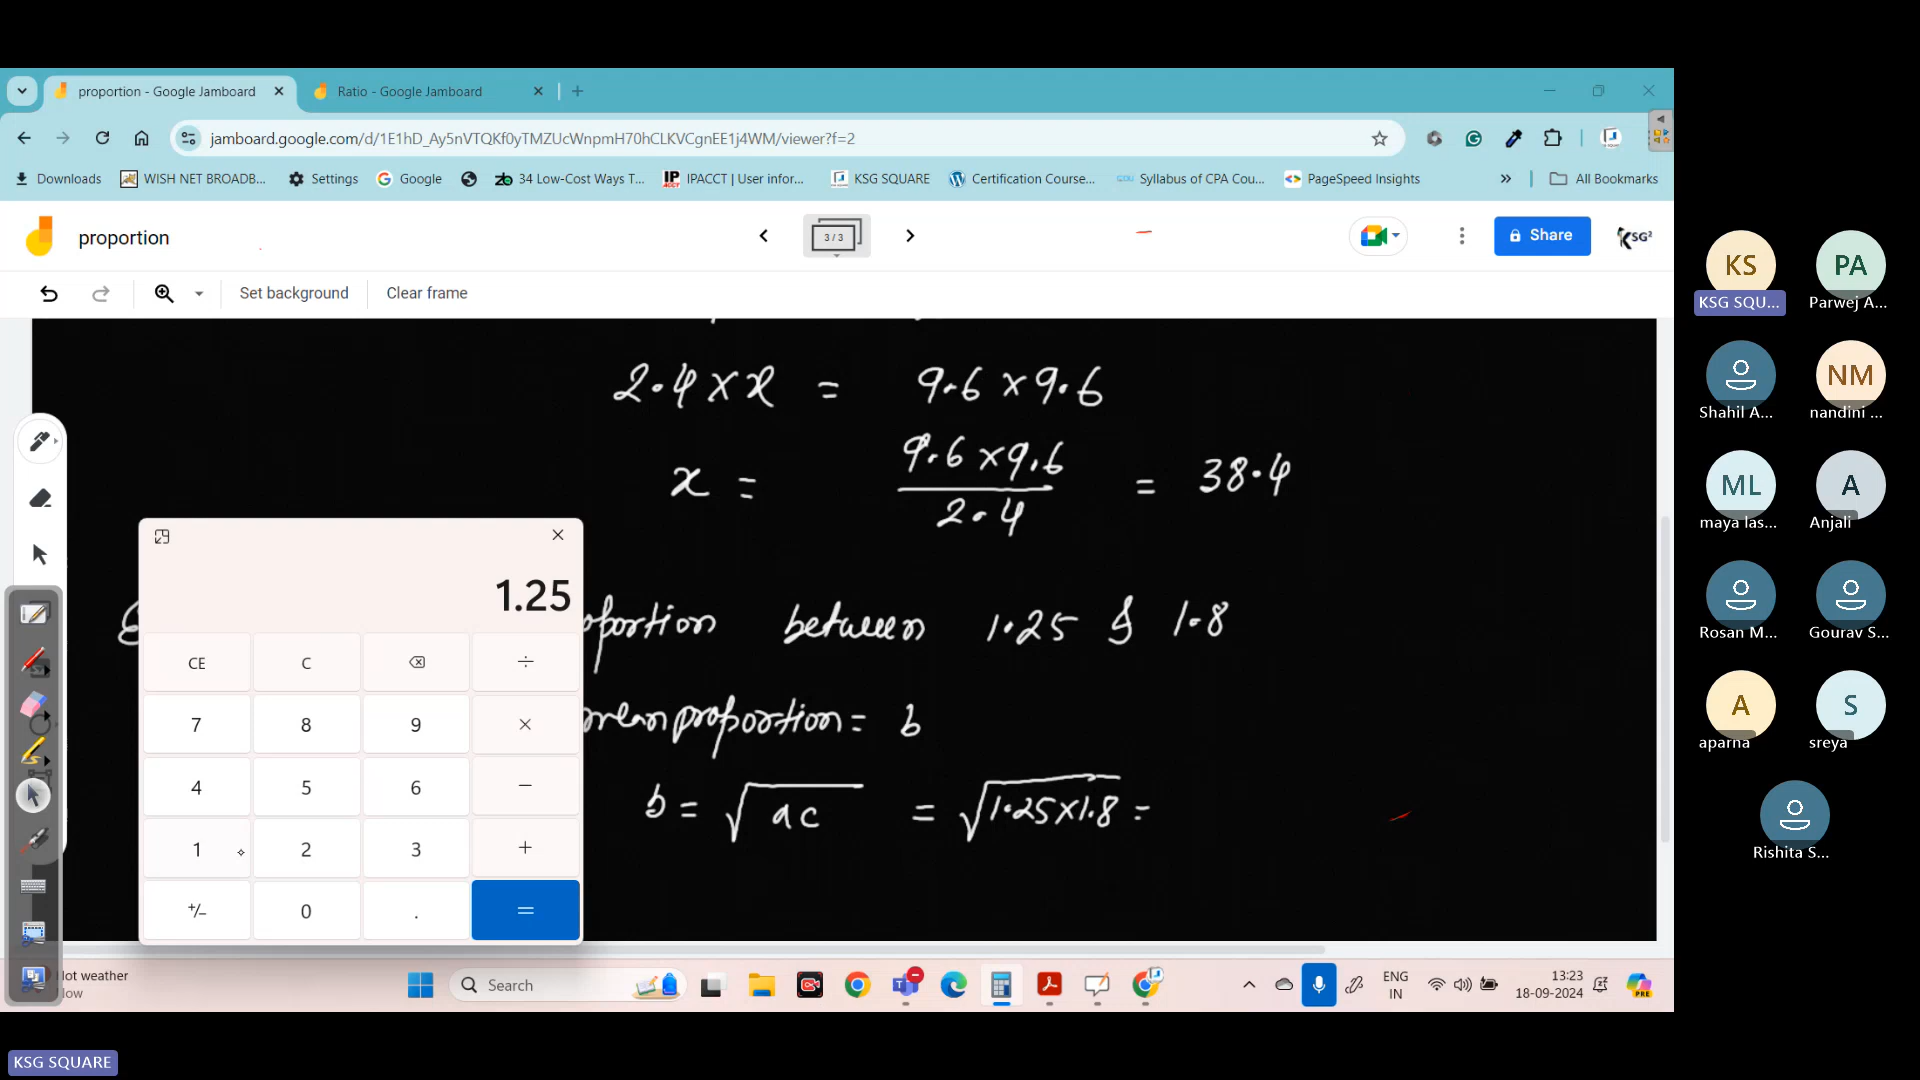 proportion - Google Jamboard
Ratio - Google Jamboard
jamboard.google.com/d/1E1hD_Ay5nVTQKf0yTMZUcWnpmH70hCLKVCgnEE1j4WM/viewer?f=2
Downloads WISH NET BROADB... Settings Google 34 Low-Cost Ways T... IPACCT | User infor... KSG SQUARE Certification Course... Syllabus of CPA Cou... PageSpeed Insights » All Bookmarks
proportion
3 / 3
Share
KSG²
Set background Clear frame
2.4 × x = 9.6 × 9.6
x = 9.6 × 9.6 / 2.4 = 38.4
between 1.25 & 1.8
mean proportion = b
b = √ac = √1.25×1.8 =
1.25
CE C ÷
7 8 9 ×
4 5 6 −
1 2 3 +
+/− 0 . =
Search
ENG
IN
13:23
18-09-2024
PRE
KS PA
KSG SQU... Parwej A...
NM
Shahil A... nandini ...
ML A
maya las... Anjali
Rosan M... Gourav S...
A S
aparna sreya
Rishita S...
KSG SQUARE